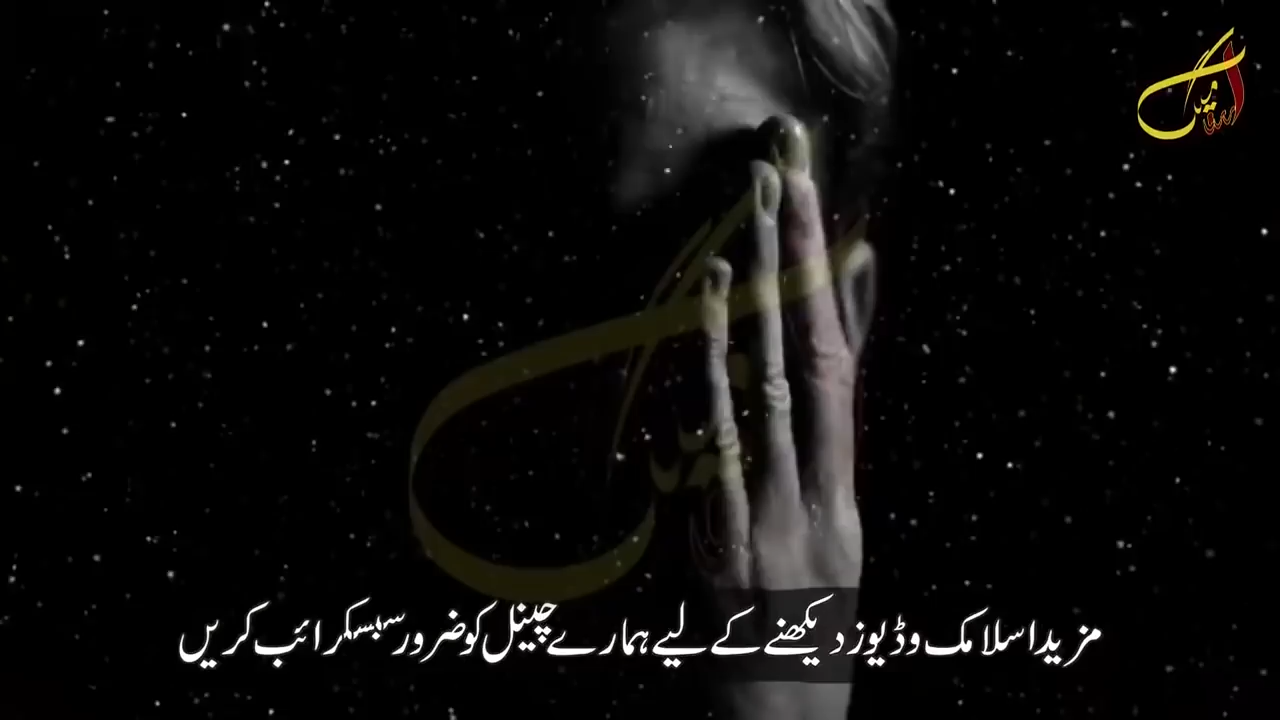 مزید اسلامک وڈیوز دیکھنے کے لیے ہمارے چینل کو ضرور سبسکرائب کریں